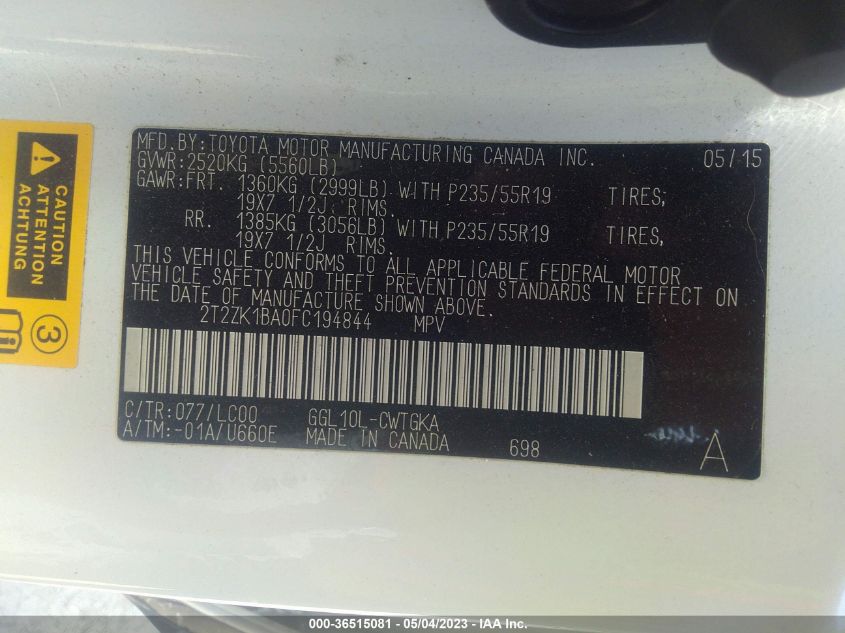 MFD.BY:TOYOTA MOTOR MANUFACTURING CANADA INC. 05/15
GVWR:2520KG (5560LB)
GAWR:FRT. 1360KG (2999LB) WITH P235/55R19 TIRES,
19X7 1/2J RIMS.
RR. 1385KG (3056LB) WITH P235/55R19 TIRES,
19X7 1/2J RIMS.
THIS VEHICLE CONFORMS TO ALL APPLICABLE FEDERAL MOTOR
VEHICLE SAFETY AND THEFT PREVENTION STANDARDS IN EFFECT ON
THE DATE OF MANUFACTURE SHOWN ABOVE.
2T2ZK1BA0FC194844 MPV
C/TR:077/LC00 GGL10L-CWTGKA
A/TM:-01A/U660E MADE IN CANADA 698 A
CAUTION
ACHTUNG
3
000-36515081 - 05/04/2023 - IAA Inc.